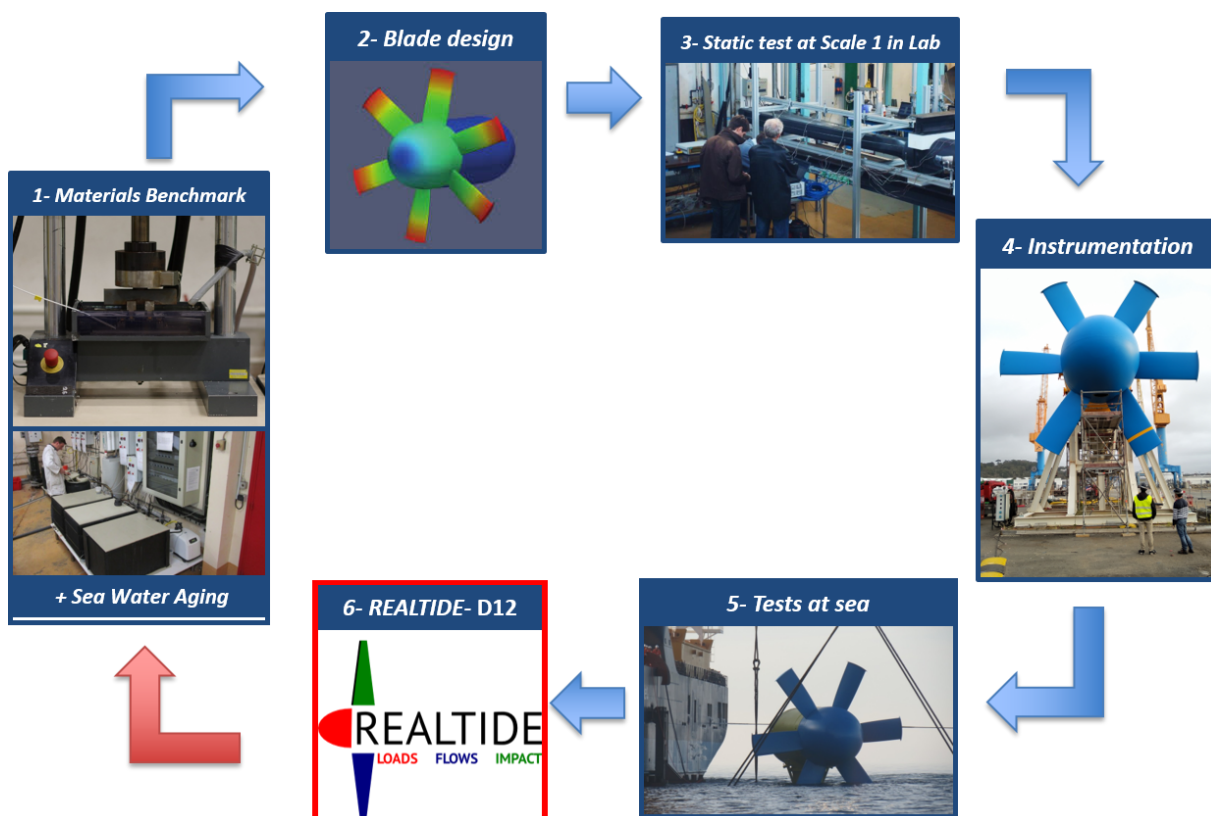 1- Materials Benchmark
+ Sea Water Aging
2- Blade design
3- Static test at Scale 1 in Lab
4- Instrumentation
5- Tests at sea
6- REALTIDE- D12
REALTIDE
LOADS FLOWS IMPACT